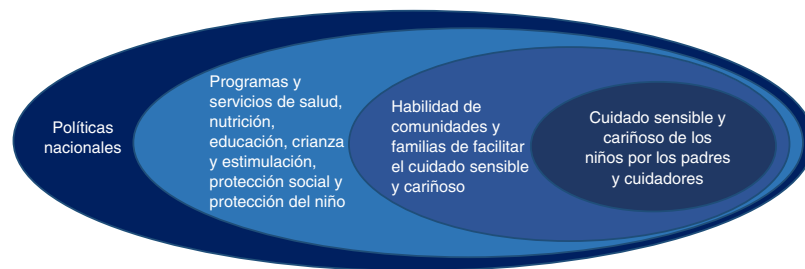 Políticas
nacionales
Programas y
servicios de salud,
nutrición,
educación, crianza
y estimulación,
protección social y
protección del niño
Habilidad de
comunidades y
familias de facilitar
el cuidado sensible
y cariñoso
Cuidado sensible y
cariñoso de los
niños por los padres
y cuidadores